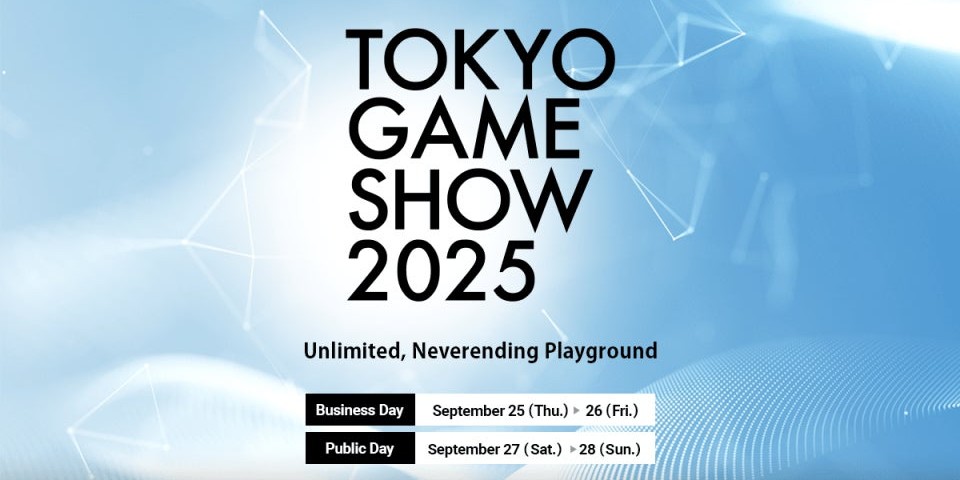 TOKYO
GAME
SHOW
2025
Unlimited, Neverending Playground
Business Day September 25 (Thu.) ▶ 26 (Fri.)
Public Day September 27 (Sat.) ▶ 28 (Sun.)